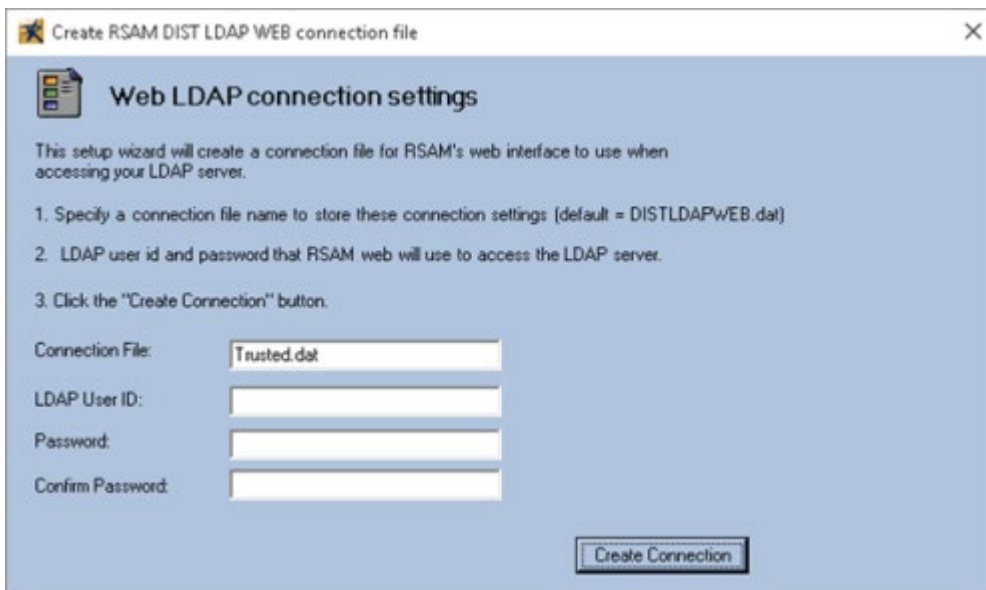 Create RSAM DIST LDAP WEB connection file
Web LDAP connection settings
This setup wizard will create a connection file for RSAM's web interface to use when
accessing your LDAP server.
1. Specify a connection file name to store these connection settings (default = DISTLDAPWEB.dat)
2. LDAP user id and password that RSAM web will use to access the LDAP server.
3. Click the "Create Connection" button.
Connection File: Trusted.dat
LDAP User ID:
Password:
Confirm Password:
Create Connection